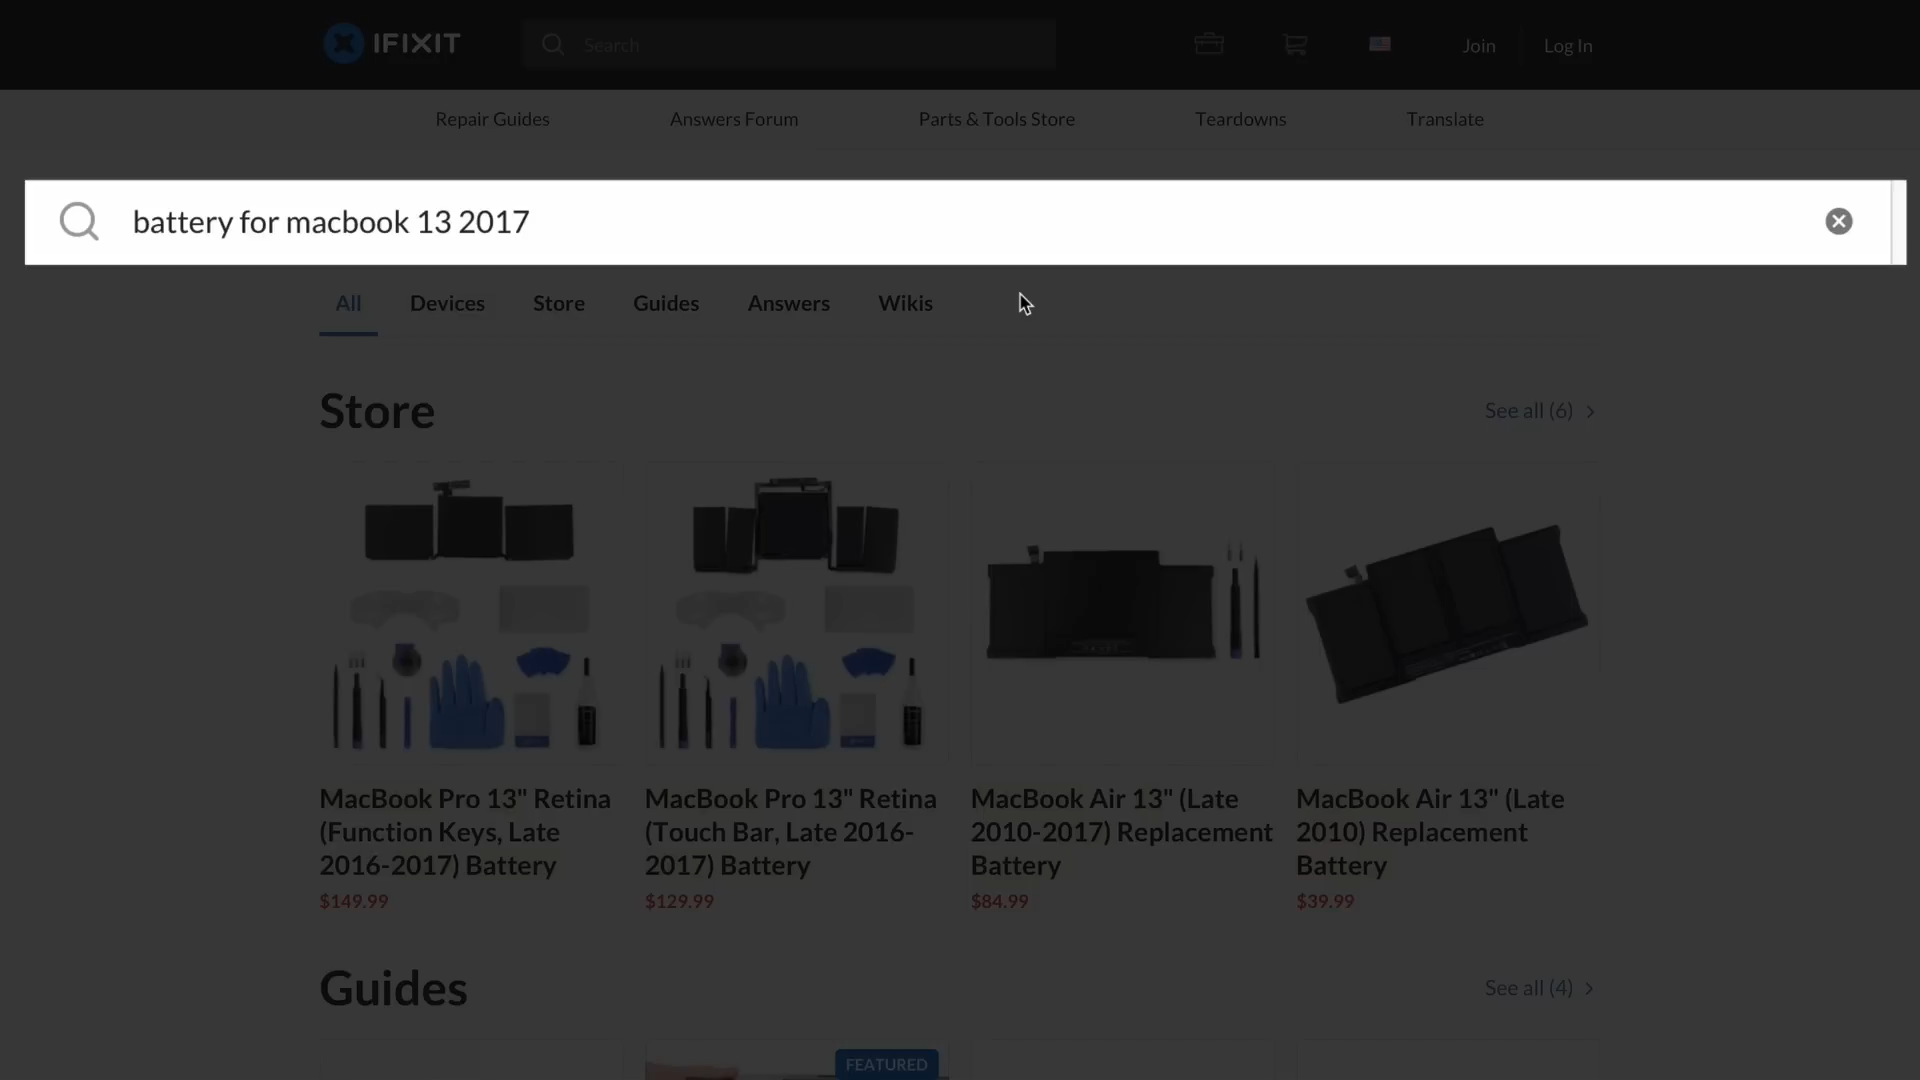 IFIXIT
Search
Join
Log In
Repair Guides
Answers Forum
Parts & Tools Store
Teardowns
Translate
battery for macbook 13 2017
All
Devices
Store
Guides
Answers
Wikis
Store
See all (6)
MacBook Pro 13" Retina
(Function Keys, Late
2016-2017) Battery
$149.99
MacBook Pro 13" Retina
(Touch Bar, Late 2016-
2017) Battery
$129.99
MacBook Air 13" (Late
2010-2017) Replacement
Battery
$84.99
MacBook Air 13" (Late
2010) Replacement
Battery
$39.99
Guides
See all (4)
FEATURED